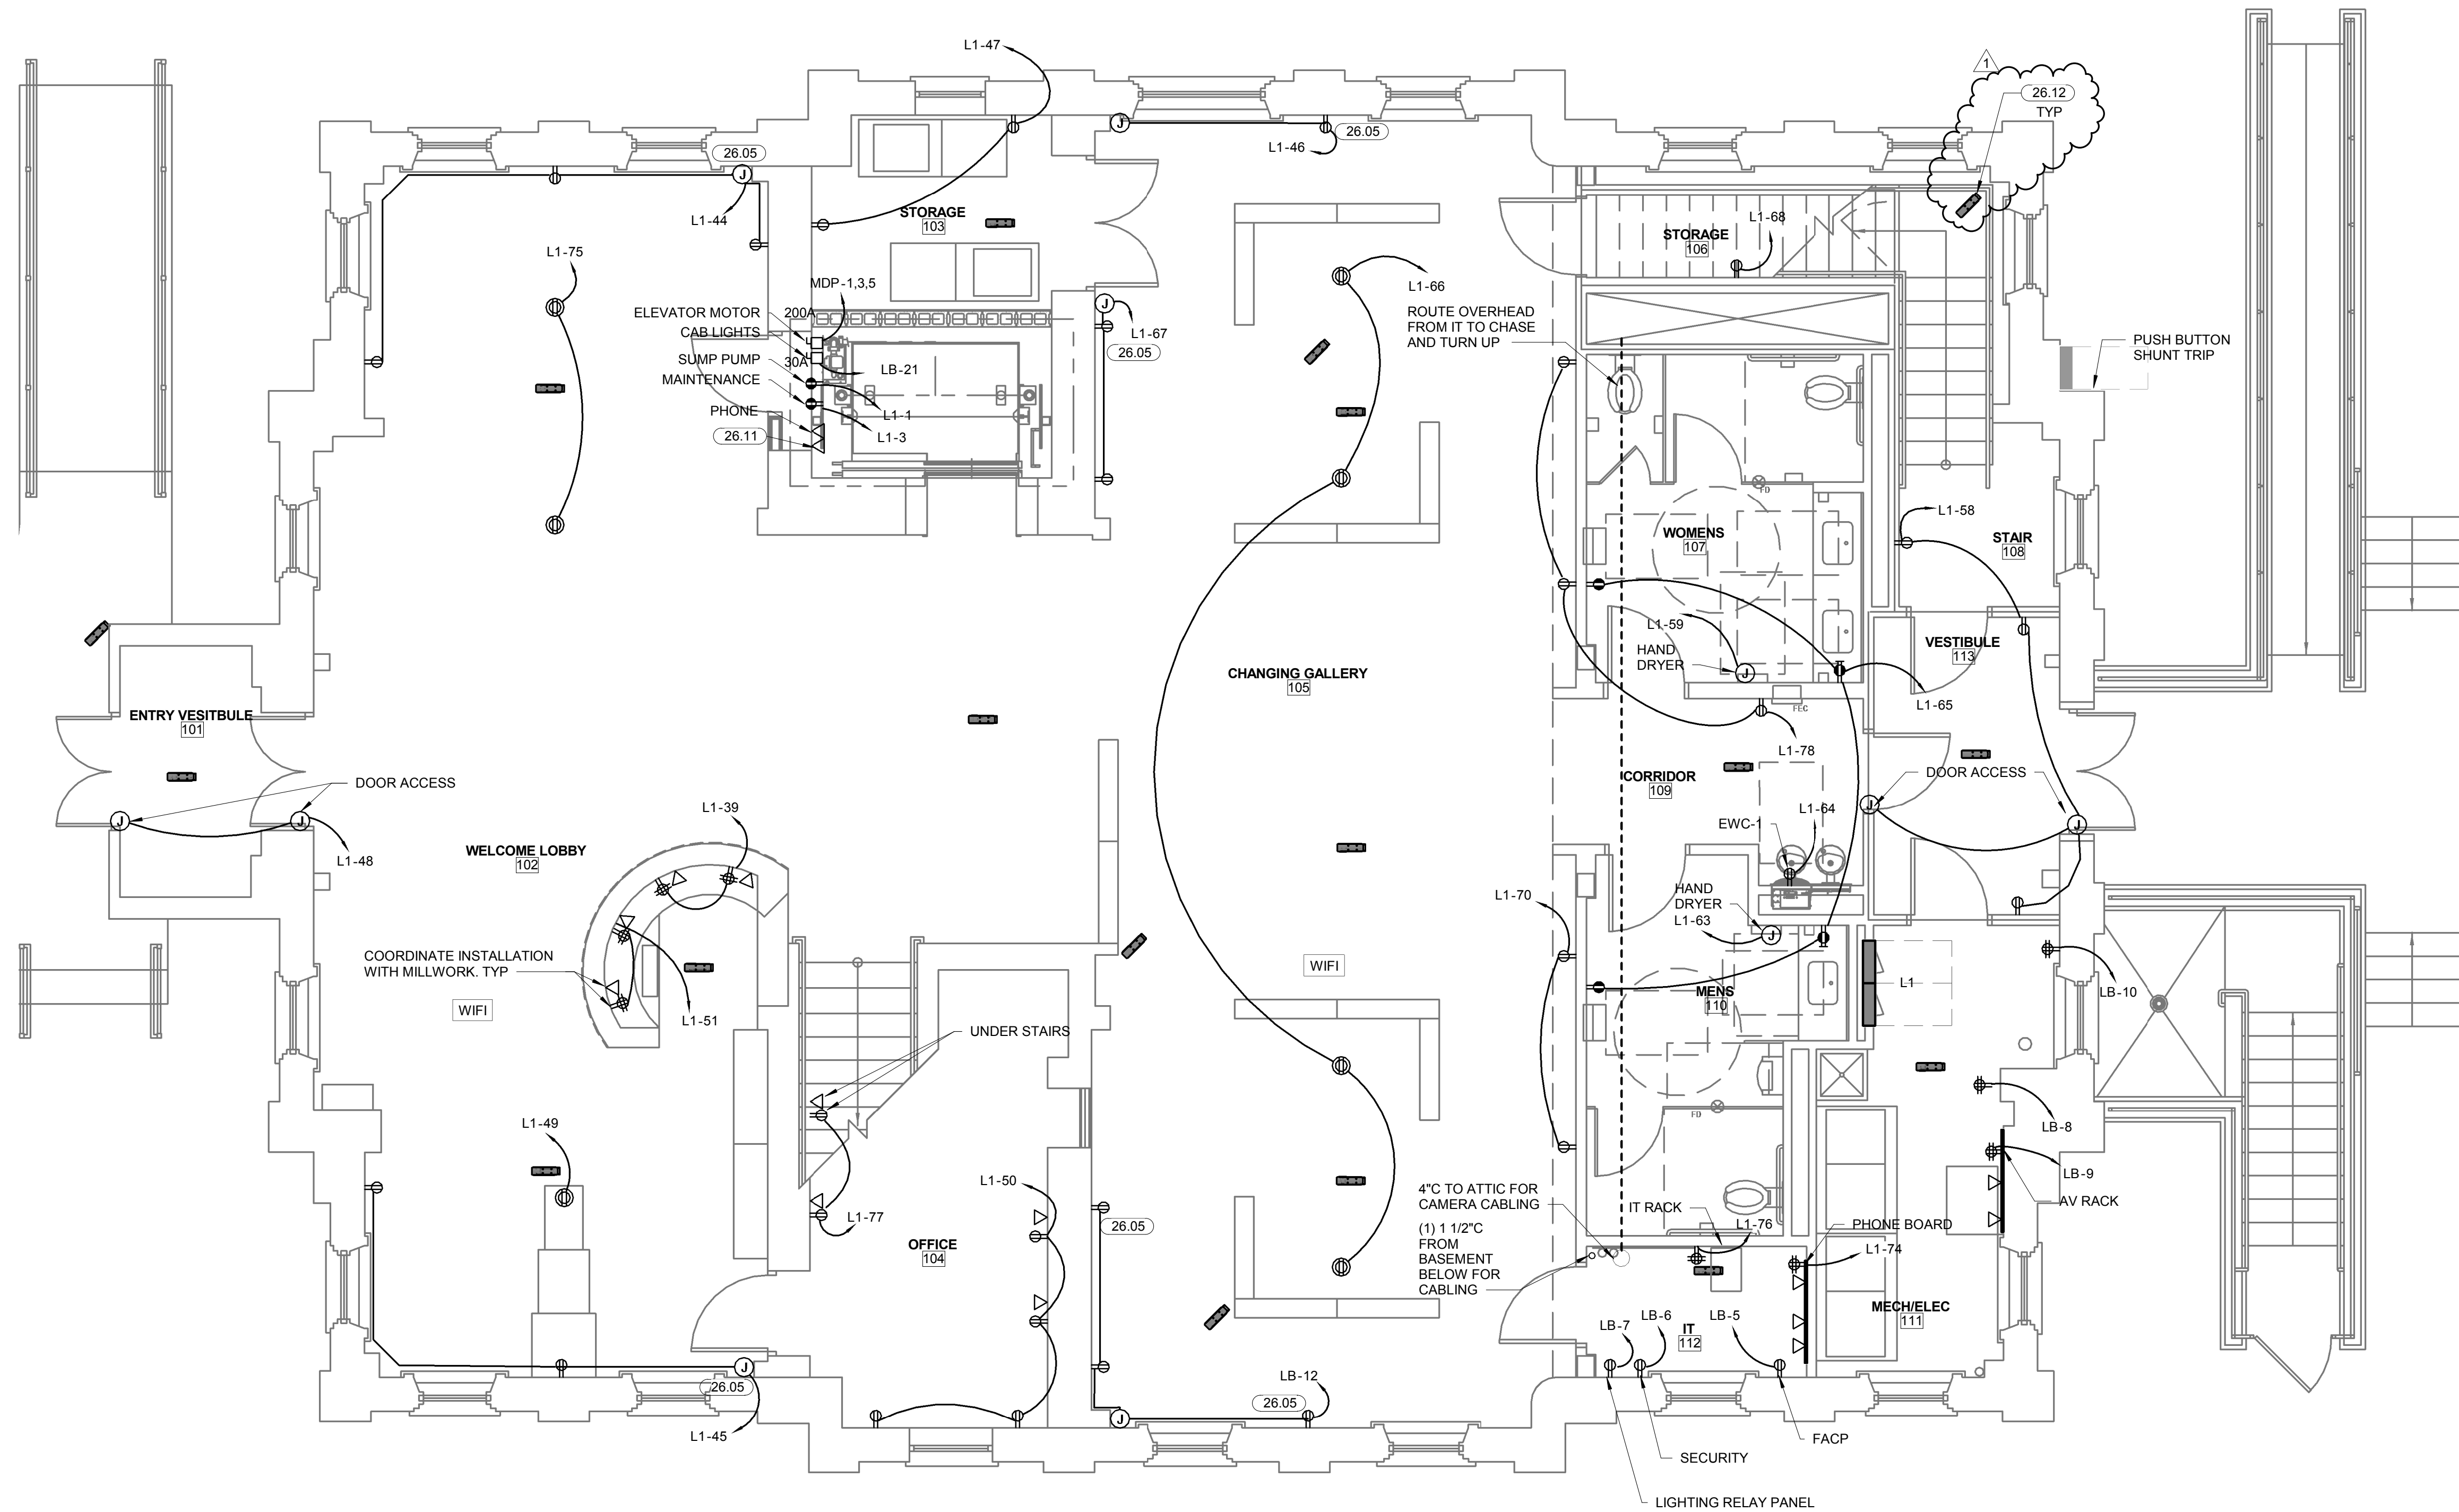 L1-47
1
26.12
TYP
26.05
L1-46
26.05
L1-44
STORAGE
103
L1-68
STORAGE
106
L1-75
MDP-1,3,5
L1-66
ELEVATOR MOTOR
200A
CAB LIGHTS
SUMP PUMP
30A
MAINTENANCE
LB-21
PHONE
26.11
L1-1
L1-3
L1-67
26.05
ROUTE OVERHEAD
FROM IT TO CHASE
AND TURN UP
PUSH BUTTON
SHUNT TRIP
FD
L1-58
WOMENS
107
STAIR
108
L1-59
HAND
DRYER
J
VESTIBULE
113
CHANGING GALLERY
105
L1-65
FEC
ENTRY VESITBULE
101
L1-78
CORRIDOR
109
DOOR ACCESS
DOOR ACCESS
J
J
J
J
L1-39
L1-64
EWC-1
L1-48
WELCOME LOBBY
102
HAND
DRYER
L1-63
J
L1-70
COORDINATE INSTALLATION
WITH MILLWORK. TYP
WIFI
WIFI
L1
LB-10
MENS
110
L1-51
UNDER STAIRS
FD
L1-49
LB-8
LB-9
AV RACK
L1-50
4"C TO ATTIC FOR
CAMERA CABLING
IT RACK
L1-76
PHONE BOARD
L1-77
26.05
(1) 1 1/2"C
FROM
BASEMENT
BELOW FOR
CABLING
L1-74
OFFICE
104
MECH/ELEC
111
LB-7
LB-6
LB-5
IT
112
J
LB-12
26.05
26.05
J
L1-45
FACP
SECURITY
LIGHTING RELAY PANEL
J
J
J